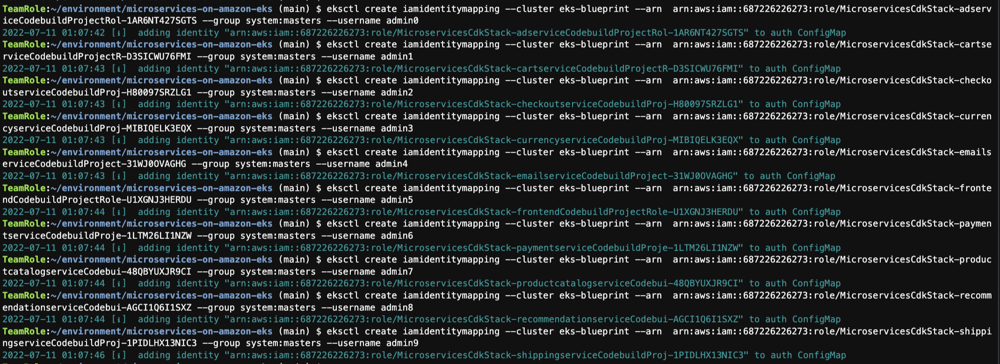 TeamRole:~/environment/microservices-on-amazon-eks (main) $ eksctl create iamidentitymapping --cluster eks-blueprint --arn  arn:aws:iam::687226226273:role/MicroservicesCdkStack-adserv
iceCodebuildProjectRol-1AR6NT427SGTS --group system:masters --username admin0
2022-07-11 01:07:42 [ℹ]  adding identity "arn:aws:iam::687226226273:role/MicroservicesCdkStack-adserviceCodebuildProjectRol-1AR6NT427SGTS" to auth ConfigMap
TeamRole:~/environment/microservices-on-amazon-eks (main) $ eksctl create iamidentitymapping --cluster eks-blueprint --arn  arn:aws:iam::687226226273:role/MicroservicesCdkStack-cartse
rviceCodebuildProjectR-D3SICWU76FMI --group system:masters --username admin1
2022-07-11 01:07:43 [ℹ]  adding identity "arn:aws:iam::687226226273:role/MicroservicesCdkStack-cartserviceCodebuildProjectR-D3SICWU76FMI" to auth ConfigMap
TeamRole:~/environment/microservices-on-amazon-eks (main) $ eksctl create iamidentitymapping --cluster eks-blueprint --arn  arn:aws:iam::687226226273:role/MicroservicesCdkStack-checko
utserviceCodebuildProj-H80097SRZLG1 --group system:masters --username admin2
2022-07-11 01:07:43 [ℹ]  adding identity "arn:aws:iam::687226226273:role/MicroservicesCdkStack-checkoutserviceCodebuildProj-H80097SRZLG1" to auth ConfigMap
TeamRole:~/environment/microservices-on-amazon-eks (main) $ eksctl create iamidentitymapping --cluster eks-blueprint --arn  arn:aws:iam::687226226273:role/MicroservicesCdkStack-curren
cyserviceCodebuildProj-MIBIQELK3EQX --group system:masters --username admin3
2022-07-11 01:07:43 [ℹ]  adding identity "arn:aws:iam::687226226273:role/MicroservicesCdkStack-currencyserviceCodebuildProj-MIBIQELK3EQX" to auth ConfigMap
TeamRole:~/environment/microservices-on-amazon-eks (main) $ eksctl create iamidentitymapping --cluster eks-blueprint --arn  arn:aws:iam::687226226273:role/MicroservicesCdkStack-emails
erviceCodebuildProject-31WJ0OVAGHG --group system:masters --username admin4
2022-07-11 01:07:43 [ℹ]  adding identity "arn:aws:iam::687226226273:role/MicroservicesCdkStack-emailserviceCodebuildProject-31WJ0OVAGHG" to auth ConfigMap
TeamRole:~/environment/microservices-on-amazon-eks (main) $ eksctl create iamidentitymapping --cluster eks-blueprint --arn  arn:aws:iam::687226226273:role/MicroservicesCdkStack-fronte
ndCodebuildProjectRole-U1XGNJ3HERDU --group system:masters --username admin5
2022-07-11 01:07:44 [ℹ]  adding identity "arn:aws:iam::687226226273:role/MicroservicesCdkStack-frontendCodebuildProjectRole-U1XGNJ3HERDU" to auth ConfigMap
TeamRole:~/environment/microservices-on-amazon-eks (main) $ eksctl create iamidentitymapping --cluster eks-blueprint --arn  arn:aws:iam::687226226273:role/MicroservicesCdkStack-paymen
tserviceCodebuildProje-1LTM26LI1NZW --group system:masters --username admin6
2022-07-11 01:07:44 [ℹ]  adding identity "arn:aws:iam::687226226273:role/MicroservicesCdkStack-paymentserviceCodebuildProje-1LTM26LI1NZW" to auth ConfigMap
TeamRole:~/environment/microservices-on-amazon-eks (main) $ eksctl create iamidentitymapping --cluster eks-blueprint --arn  arn:aws:iam::687226226273:role/MicroservicesCdkStack-produc
tcatalogserviceCodebui-48QBYUXJR9CI --group system:masters --username admin7
2022-07-11 01:07:44 [ℹ]  adding identity "arn:aws:iam::687226226273:role/MicroservicesCdkStack-productcatalogserviceCodebui-48QBYUXJR9CI" to auth ConfigMap
TeamRole:~/environment/microservices-on-amazon-eks (main) $ eksctl create iamidentitymapping --cluster eks-blueprint --arn  arn:aws:iam::687226226273:role/MicroservicesCdkStack-recomm
endationserviceCodebui-AGCI1Q6I1SXZ --group system:masters --username admin8
2022-07-11 01:07:44 [ℹ]  adding identity "arn:aws:iam::687226226273:role/MicroservicesCdkStack-recommendationserviceCodebui-AGCI1Q6I1SXZ" to auth ConfigMap
TeamRole:~/environment/microservices-on-amazon-eks (main) $ eksctl create iamidentitymapping --cluster eks-blueprint --arn  arn:aws:iam::687226226273:role/MicroservicesCdkStack-shippi
ngserviceCodebuildProj-1PIDLHX13NIC3 --group system:masters --username admin9
2022-07-11 01:07:46 [ℹ]  adding identity "arn:aws:iam::687226226273:role/MicroservicesCdkStack-shippingserviceCodebuildProj-1PIDLHX13NIC3" to auth ConfigMap